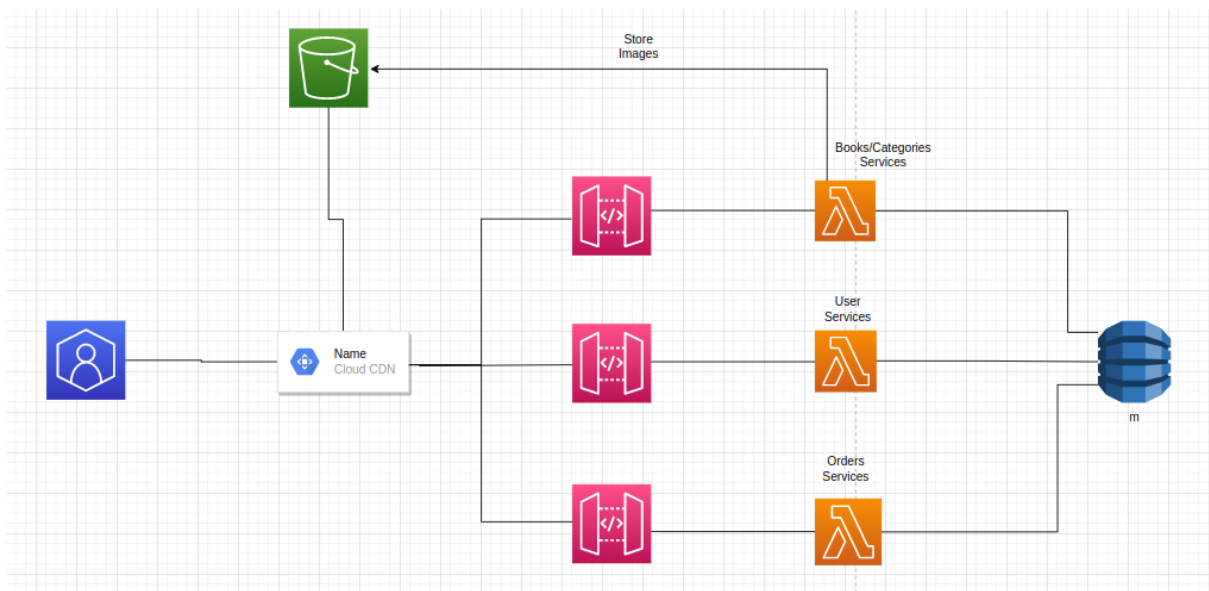 Store
Images
Books/Categories
Services
User
Services
Name
Cloud CDN
m
Orders
Services